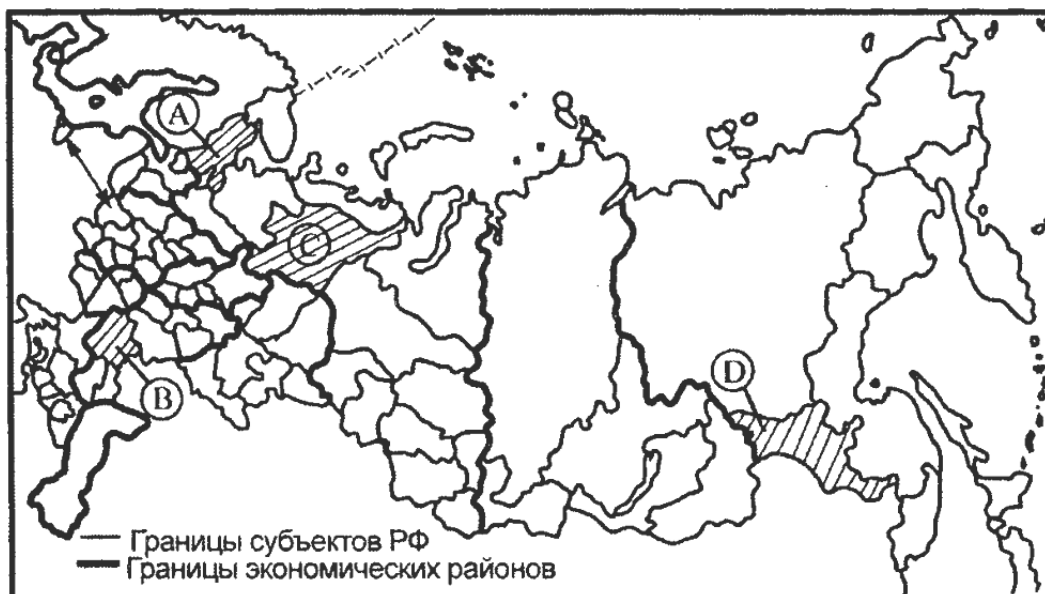 A
C
B
D
Границы субъектов РФ
Границы экономических районов